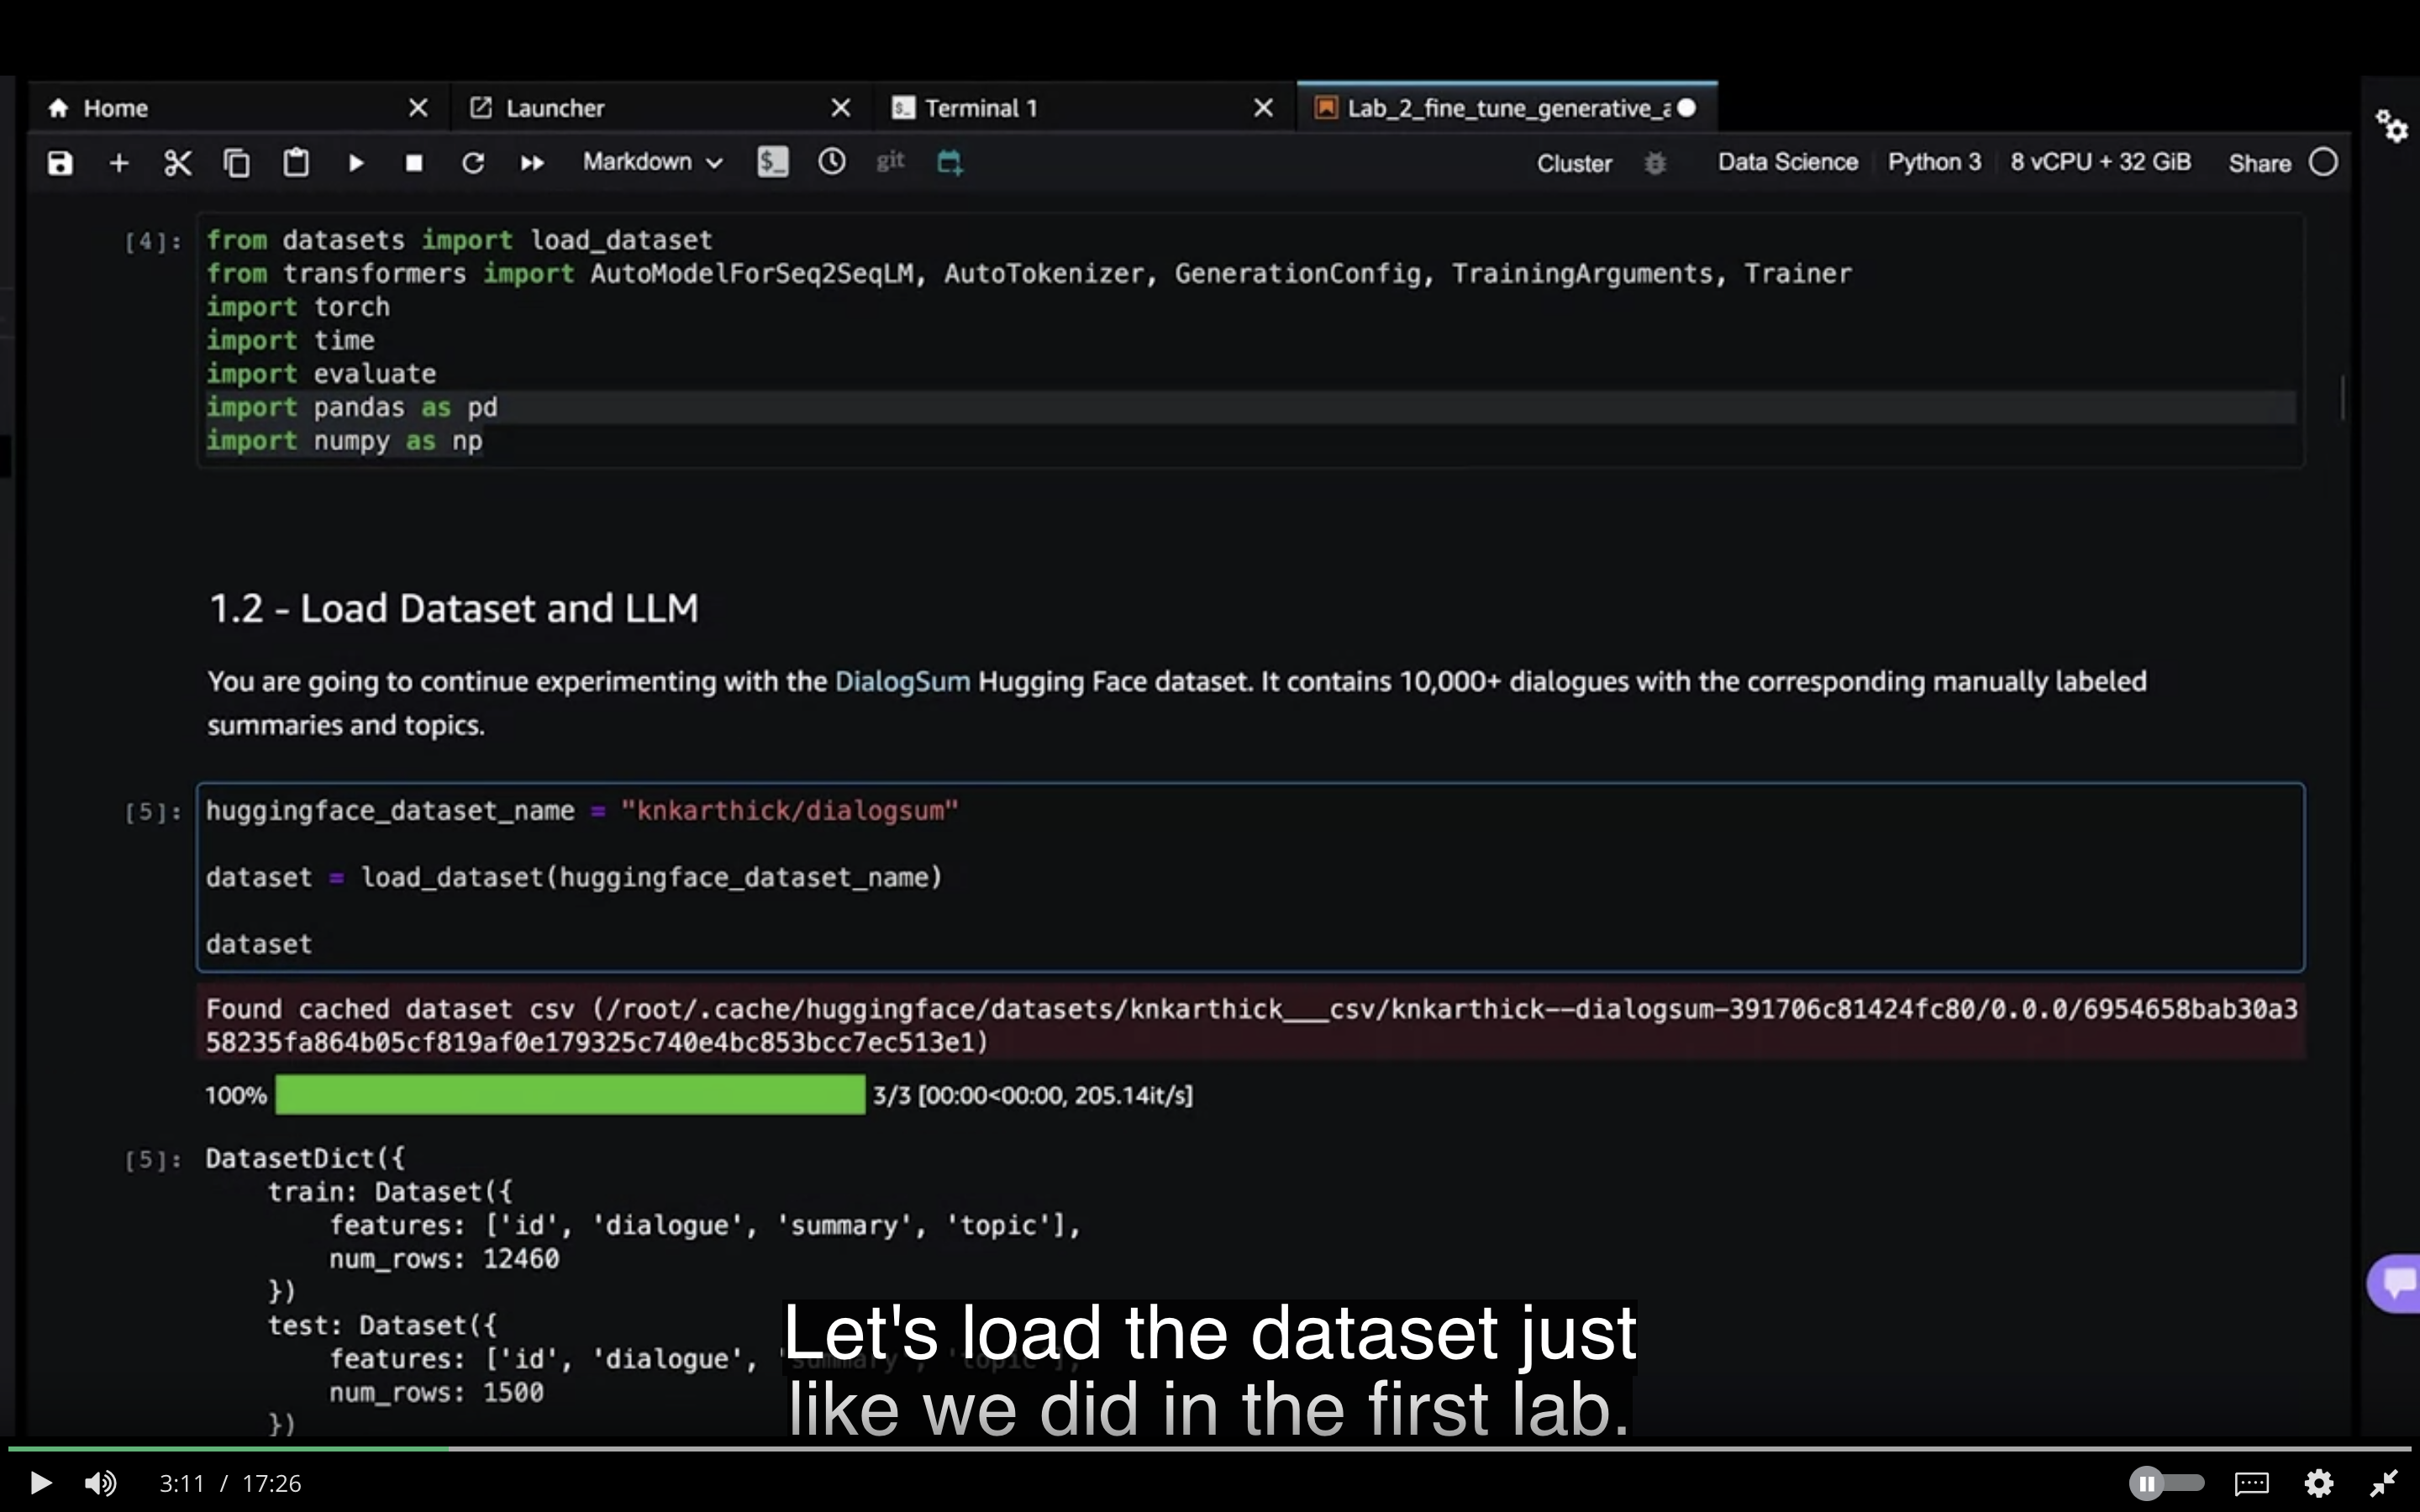 Home
Launcher
Terminal 1
Lab_2_fine_tune_generative_a
Markdown
git
Cluster
Data Science
Python 3
8 vCPU + 32 GiB
Share
[4]:
from datasets import load_dataset
from transformers import AutoModelForSeq2SeqLM, AutoTokenizer, GenerationConfig, TrainingArguments, Trainer
import torch
import time
import evaluate
import pandas as pd
import numpy as np
1.2 - Load Dataset and LLM
You are going to continue experimenting with the DialogSum Hugging Face dataset. It contains 10,000+ dialogues with the corresponding manually labeled
summaries and topics.
[5]:
huggingface_dataset_name = "knkarthick/dialogsum"
dataset = load_dataset(huggingface_dataset_name)
dataset
Found cached dataset csv (/root/.cache/huggingface/datasets/knkarthick___csv/knkarthick--dialogsum-391706c81424fc80/0.0.0/6954658bab30a3
58235fa864b05cf819af0e179325c740e4bc853bcc7ec513e1)
100% 3/3 [00:00<00:00, 205.14it/s]
[5]:
DatasetDict({
    train: Dataset({
        features: ['id', 'dialogue', 'summary', 'topic'],
        num_rows: 12460
    })
    test: Dataset({
        features: ['id', 'dialogue', 'summary', 'topic'],
        num_rows: 1500
    })
Let's load the dataset just
like we did in the first lab.
3:11 / 17:26